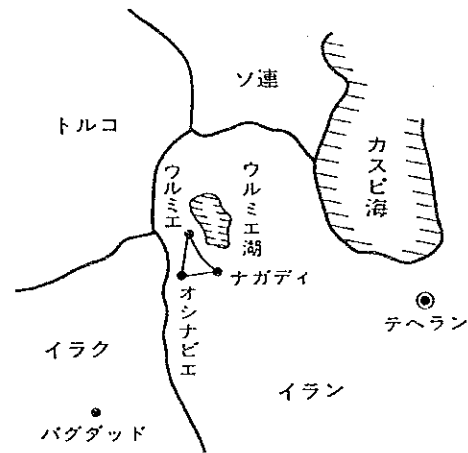 ソ連
トルコ
カスピ海
ウルミエ
ウルミエ湖
ナガディ
オシナビエ
テヘラン
イラク
イラン
バグダッド